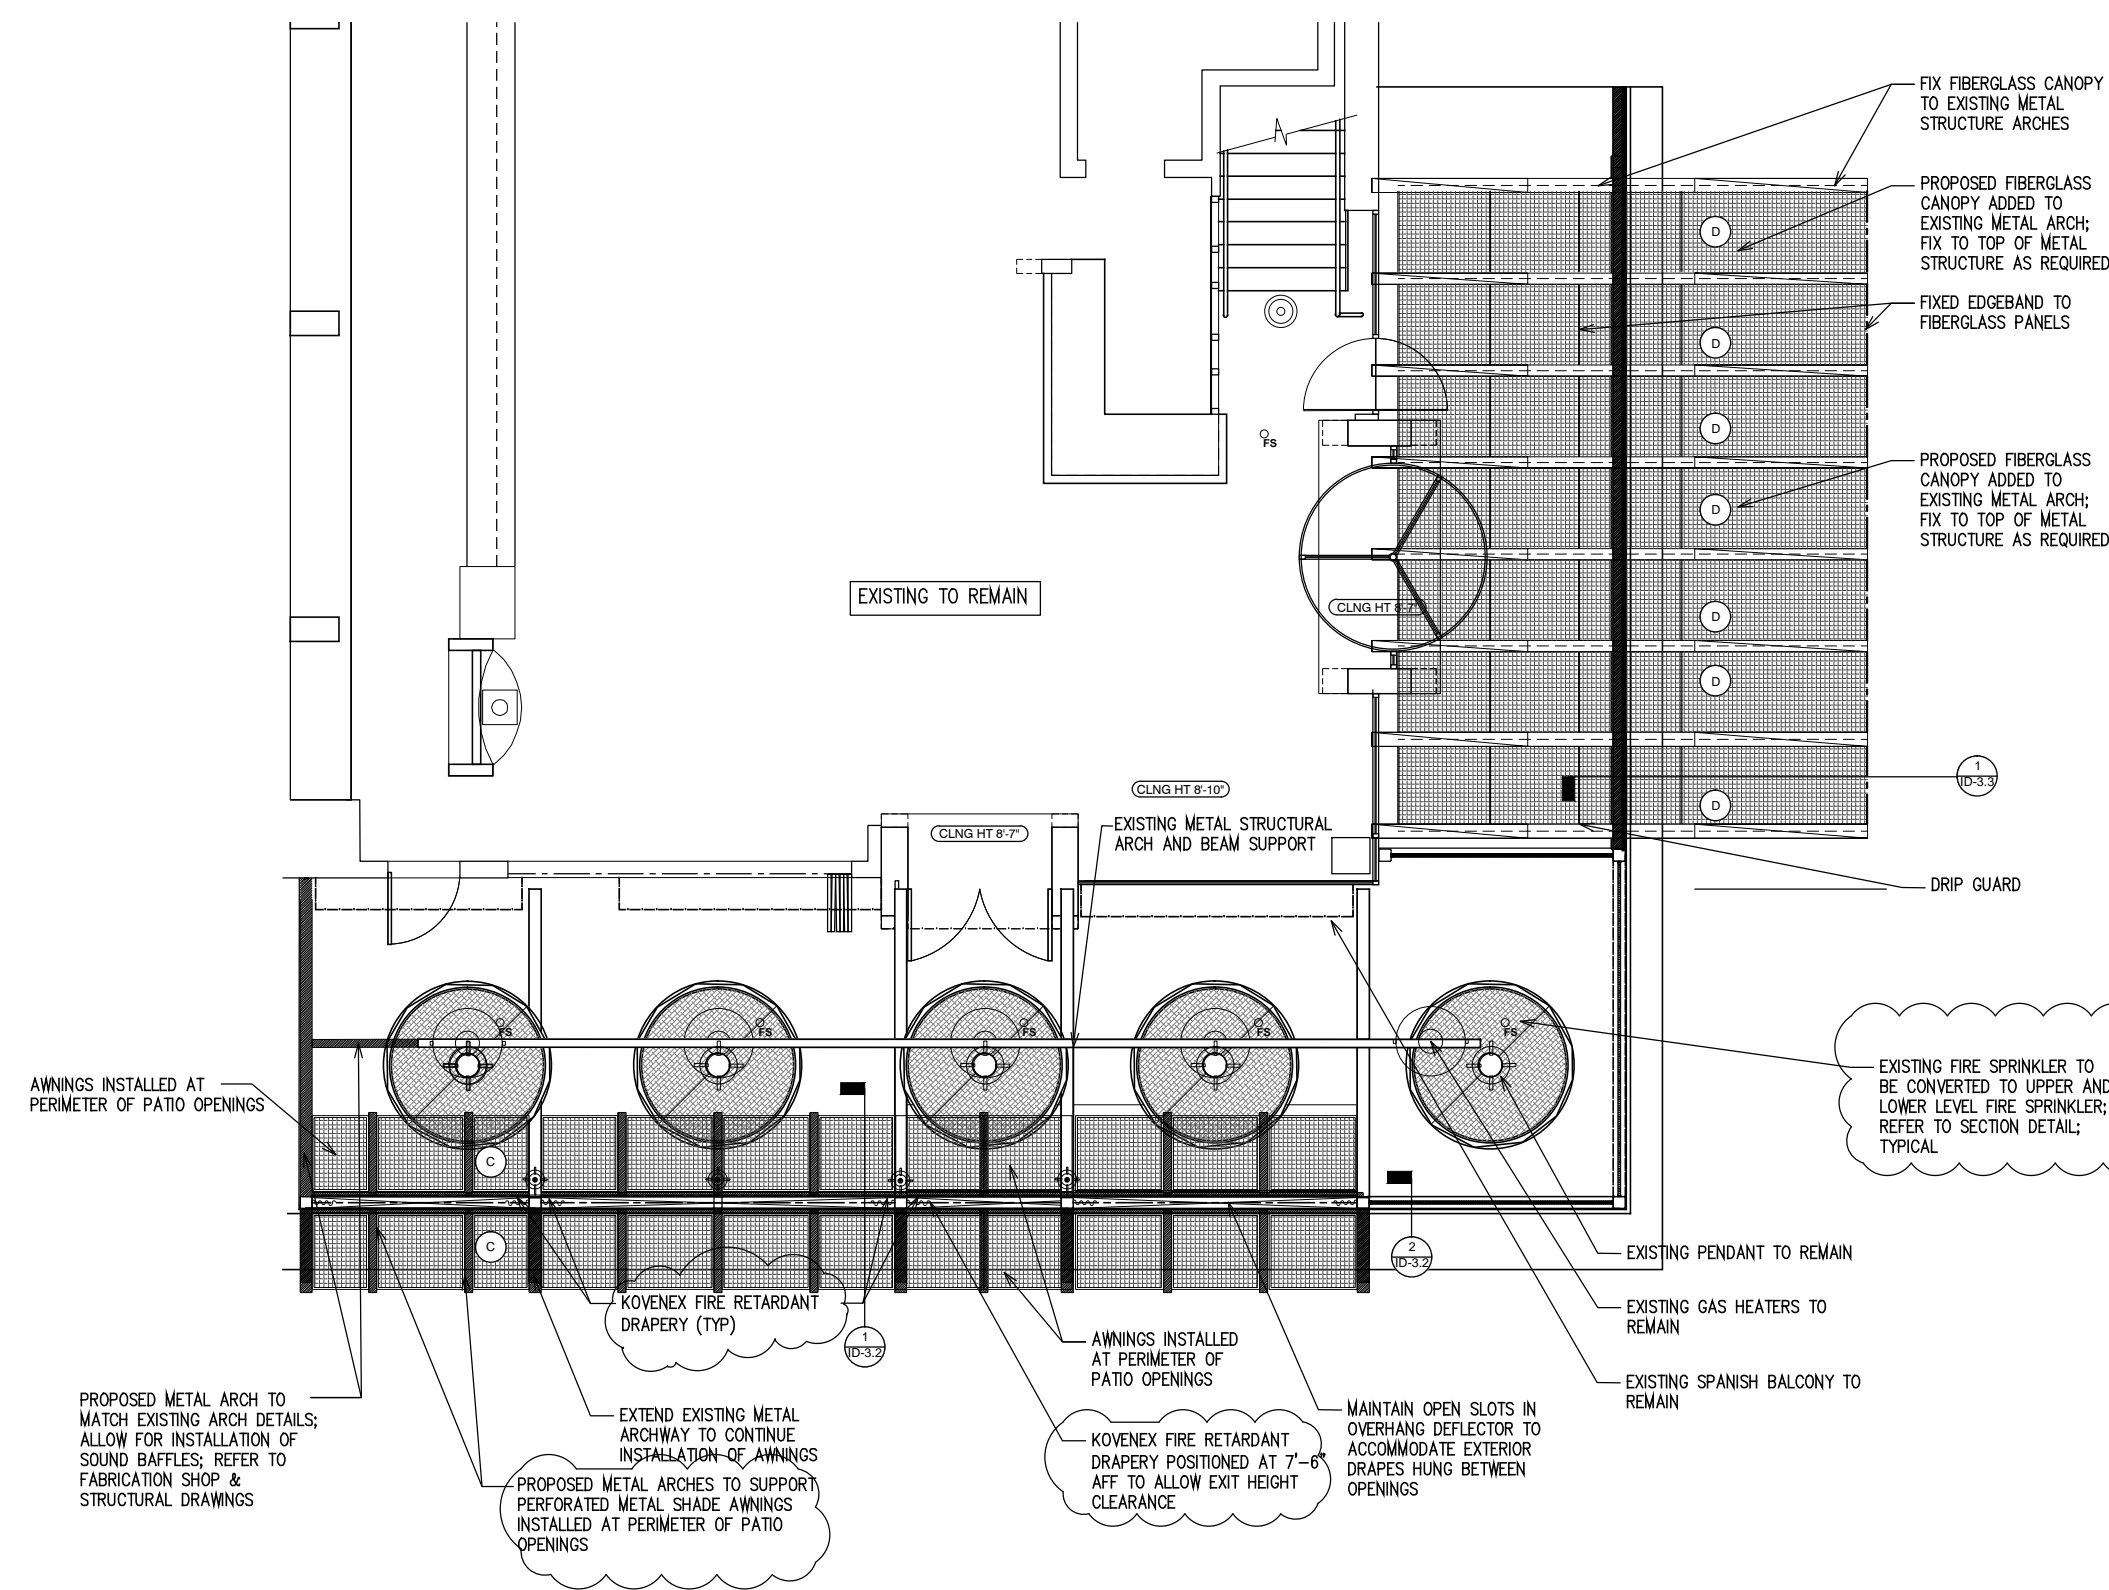 FIX FIBERGLASS CANOPY
TO EXISTING METAL
STRUCTURE ARCHES
PROPOSED FIBERGLASS
CANOPY ADDED TO
EXISTING METAL ARCH;
FIX TO TOP OF METAL
STRUCTURE AS REQUIRED
D
FIXED EDGEBAND TO
FIBERGLASS PANELS
D
D
FS
PROPOSED FIBERGLASS
CANOPY ADDED TO
EXISTING METAL ARCH;
FIX TO TOP OF METAL
STRUCTURE AS REQUIRED
D
EXISTING TO REMAIN
CLNG HT 8'-7"
D
D
1
ID-3.3
CLNG HT 8'-10"
D
CLNG HT 8'-7"
EXISTING METAL STRUCTURAL
ARCH AND BEAM SUPPORT
DRIP GUARD
FS
FS
FS
FS
FS
EXISTING FIRE SPRINKLER TO
BE CONVERTED TO UPPER AND
LOWER LEVEL FIRE SPRINKLER;
REFER TO SECTION DETAIL;
TYPICAL
AWNINGS INSTALLED AT
PERIMETER OF PATIO OPENINGS
C
C
2
ID-3.2
EXISTING PENDANT TO REMAIN
KOVENEX FIRE RETARDANT
DRAPERY (TYP)
1
ID-3.2
EXISTING GAS HEATERS TO
REMAIN
AWNINGS INSTALLED
AT PERIMETER OF
PATIO OPENINGS
EXISTING SPANISH BALCONY TO
REMAIN
PROPOSED METAL ARCH TO
MATCH EXISTING ARCH DETAILS;
ALLOW FOR INSTALLATION OF
SOUND BAFFLES; REFER TO
FABRICATION SHOP &
STRUCTURAL DRAWINGS
EXTEND EXISTING METAL
ARCHWAY TO CONTINUE
INSTALLATION OF AWNINGS
PROPOSED METAL ARCHES TO SUPPORT
PERFORATED METAL SHADE AWNINGS
INSTALLED AT PERIMETER OF PATIO
OPENINGS
KOVENEX FIRE RETARDANT
DRAPERY POSITIONED AT 7'-6"
AFF TO ALLOW EXIT HEIGHT
CLEARANCE
MAINTAIN OPEN SLOTS IN
OVERHANG DEFLECTOR TO
ACCOMMODATE EXTERIOR
DRAPES HUNG BETWEEN
OPENINGS